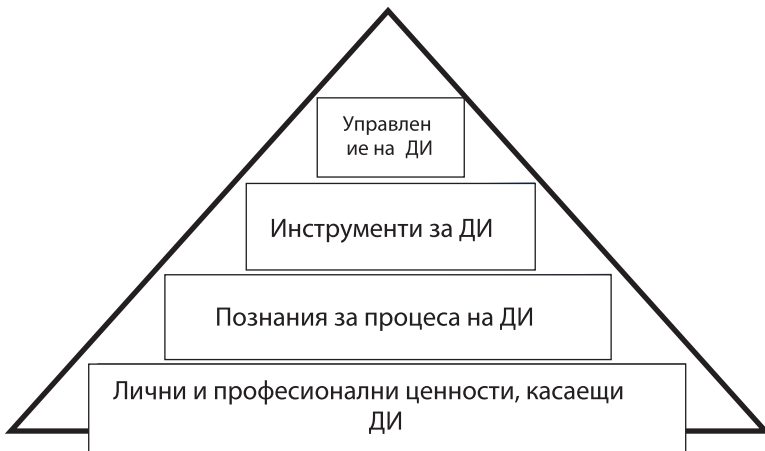 Управлен
ие на ДИ
Инструменти за ДИ
Познания за процеса на ДИ
Лични и професионални ценности, касаещи
ДИ